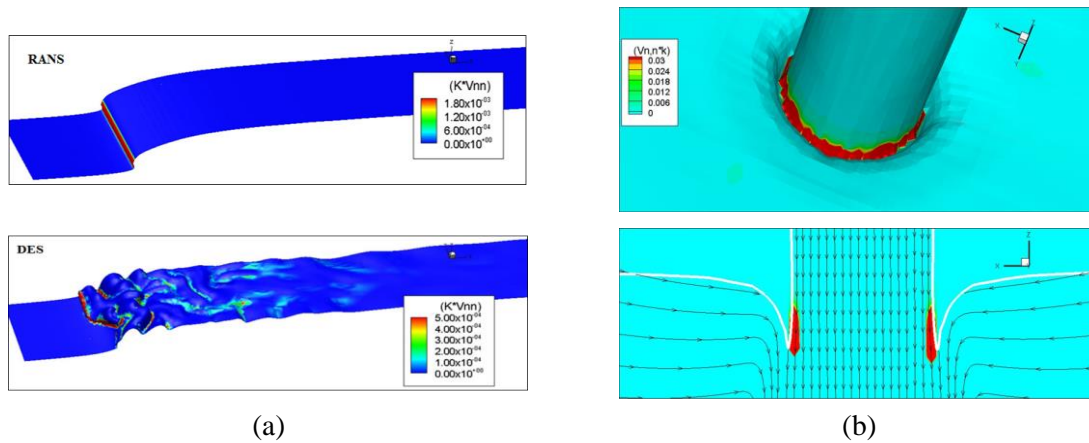 RANS
z
(K*Vnn)
1.80x10⁻⁰³
1.20x10⁻⁰³
6.00x10⁻⁰⁴
0.00x10⁺⁰⁰
DES
(K*Vnn)
5.00x10⁻⁰⁴
4.00x10⁻⁰⁴
3.00x10⁻⁰⁴
2.00x10⁻⁰⁴
1.00x10⁻⁰⁴
0.00x10⁺⁰⁰
(a)
(Vn,n*k)
0.03
0.024
0.018
0.012
0.006
0
X
Y
X
Z
(b)